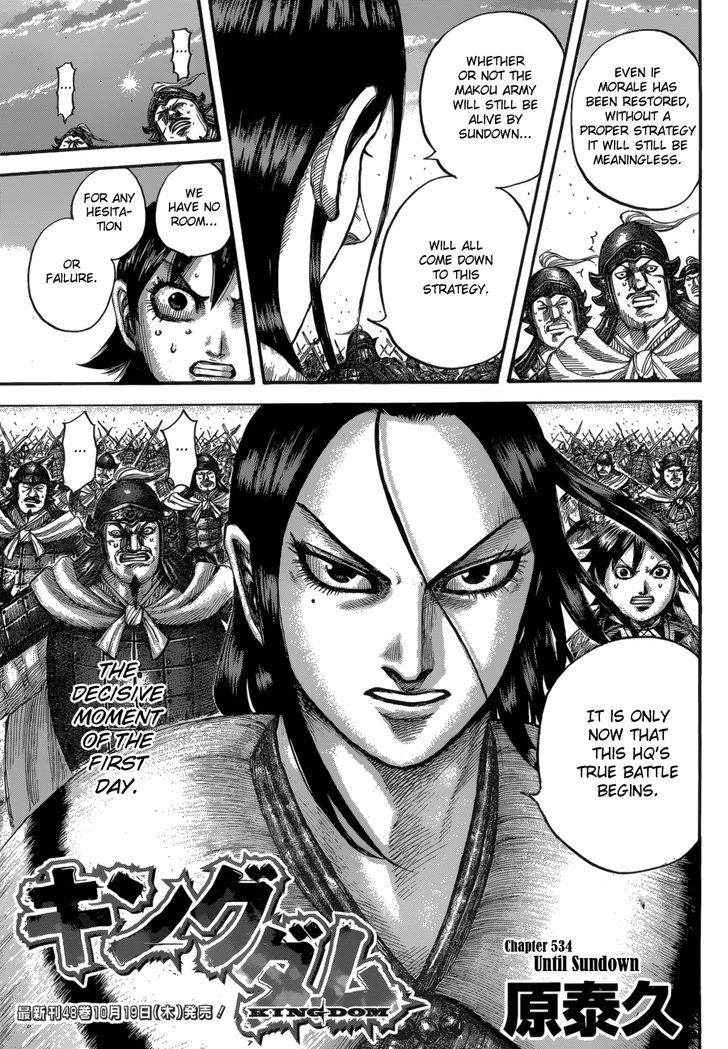 EVEN IF
MORALE HAS
BEEN RESTORED,
WITHOUT A
PROPER STRATEGY
IT WILL STILL BE
MEANINGLESS.
WHETHER
OR NOT THE
MAKOU ARMY
WILL STILL BE
ALIVE BY
SUNDOWN...
WILL ALL
COME DOWN
TO THIS
STRATEGY.
...
...
WE HAVE
NO
ROOM...
FOR ANY
HESITA-
TION
OR
FAILURE.
...
...
IT IS ONLY
NOW THAT
THIS HQ'S
TRUE BATTLE
BEGINS.
THE
DECISIVE
MOMENT
OF THE
FIRST
DAY.
キングダム
KINGDOM
最新刊48巻10月19日(木)発売!
Chapter 534
Until Sundown
原泰久